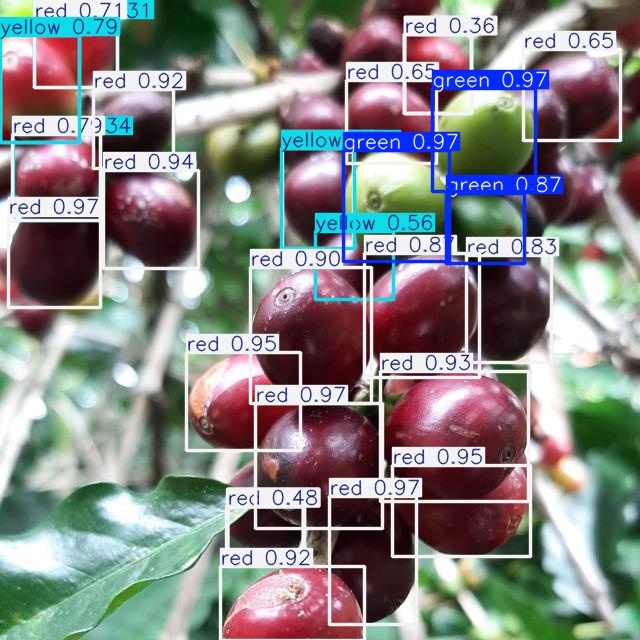 red 0.71
31
yellow 0.79
red 0.36
red 0.65
red 0.65
red 0.92
green 0.97
red 0.79
34
yellow
green 0.97
red 0.94
green 0.87
red 0.97
yellow 0.56
red 0.87
red 0.83
red 0.90
red 0.95
red 0.93
red 0.97
red 0.95
red 0.97
red 0.48
red 0.92